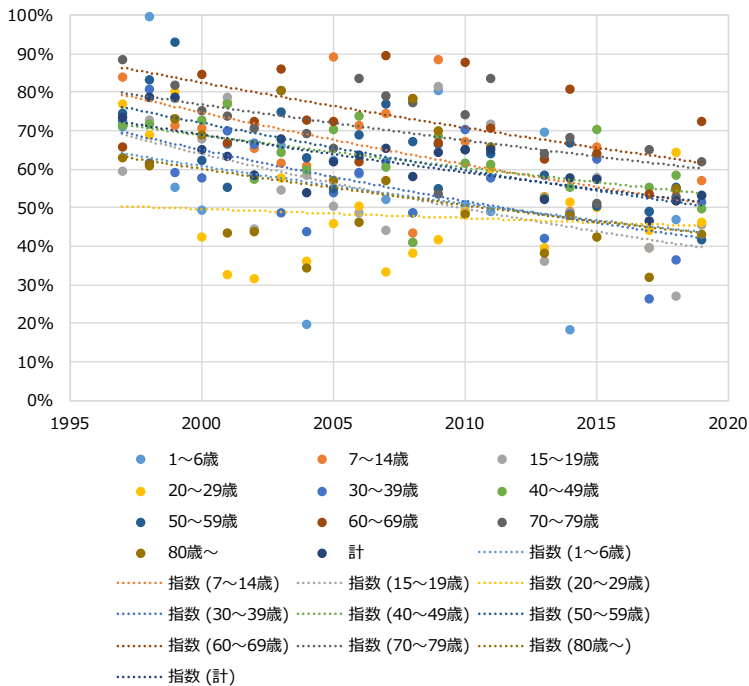 100%
90%
80%
70%
60%
50%
40%
30%
20%
10%
0%
1995 2000 2005 2010 2015 2020
1～6歳 7～14歳 15～19歳
20～29歳 30～39歳 40～49歳
50～59歳 60～69歳 70～79歳
80歳～ 計 指数 (1～6歳)
指数 (7～14歳) 指数 (15～19歳) 指数 (20～29歳)
指数 (30～39歳) 指数 (40～49歳) 指数 (50～59歳)
指数 (60～69歳) 指数 (70～79歳) 指数 (80歳～)
指数 (計)